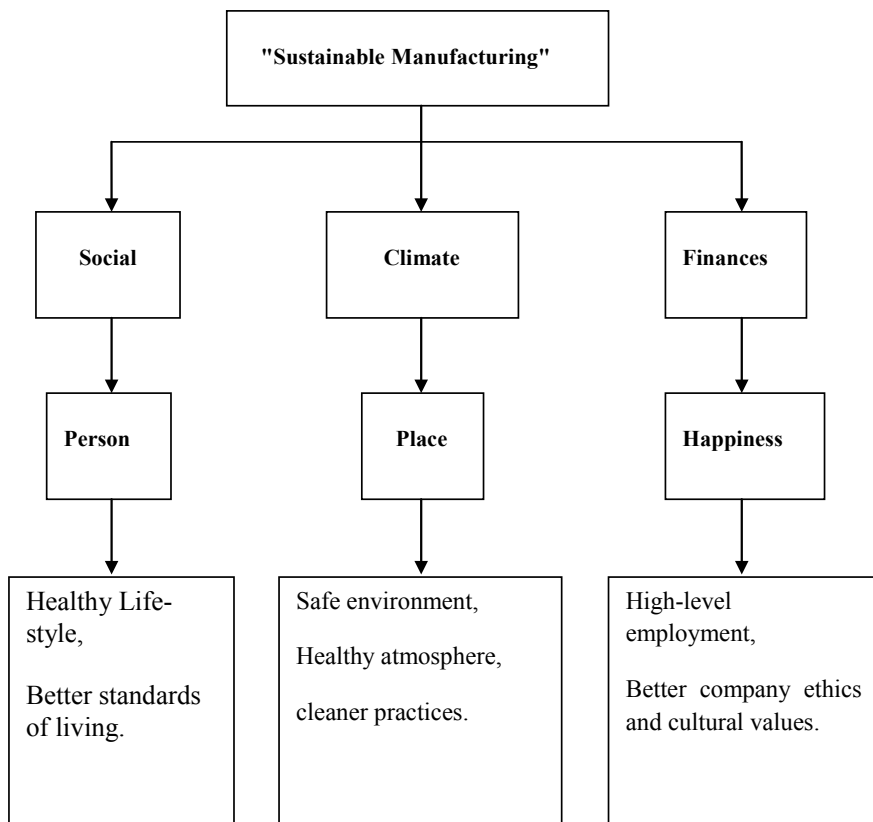 "Sustainable Manufacturing"
Social
Climate
Finances
Person
Place
Happiness
Healthy Life-
style,
Better standards
of living.
Safe environment,
Healthy atmosphere,
cleaner practices.
High-level
employment,
Better company ethics
and cultural values.